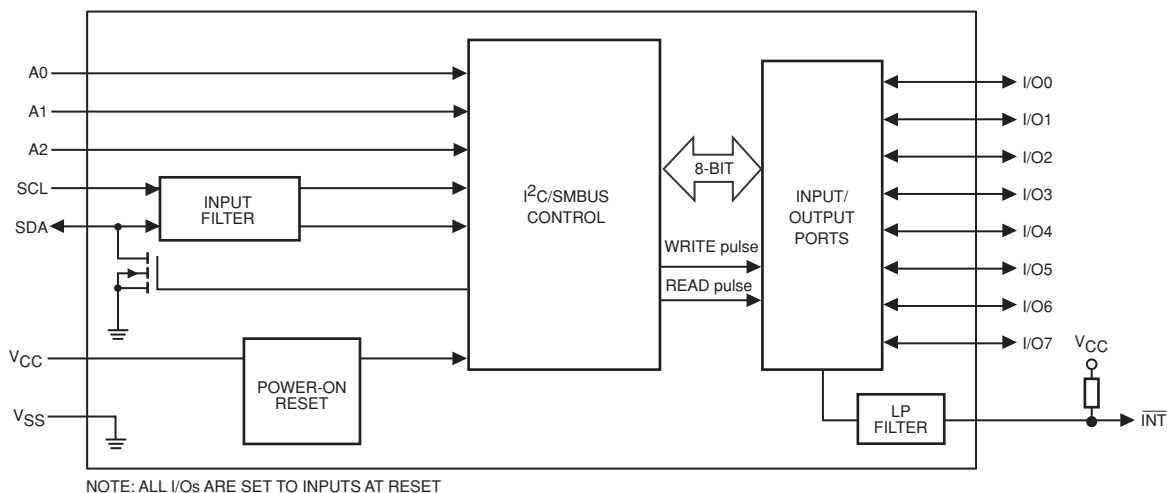 A0
A1
A2
SCL
SDA
VCC
VSS
INPUT
FILTER
POWER-ON
RESET
I2C/SMBUS
CONTROL
8-BIT
WRITE pulse
READ pulse
INPUT/
OUTPUT
PORTS
LP
FILTER
I/O0
I/O1
I/O2
I/O3
I/O4
I/O5
I/O6
I/O7
VCC
INT
NOTE: ALL I/Os ARE SET TO INPUTS AT RESET